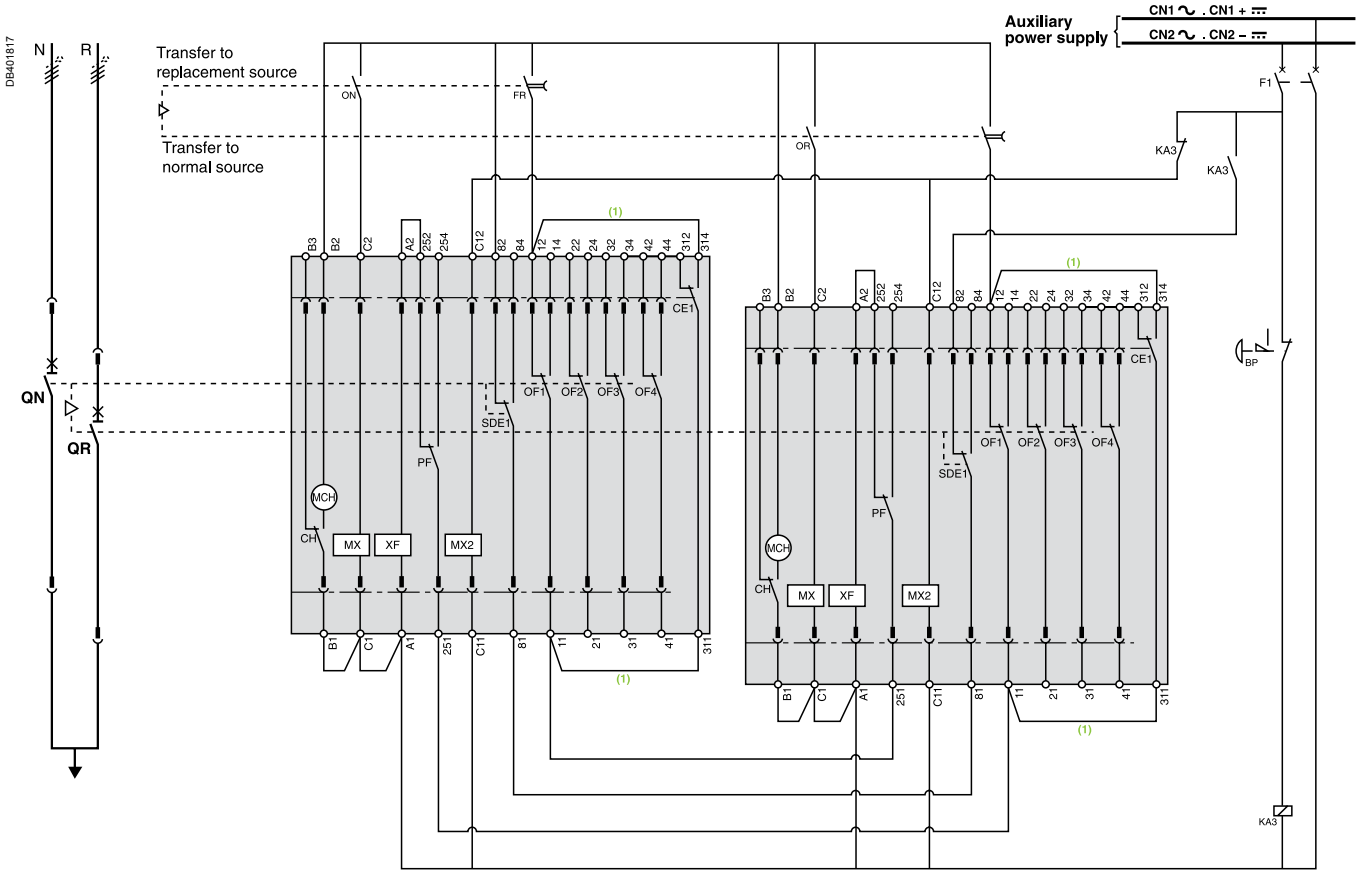 DB401817
N
R
Transfer to
replacement source
Transfer to
normal source
Auxiliary
power supply
CN1 ∿ . CN1 + ⎓
CN2 ∿ . CN2 – ⎓
ON
FR
OR
F1
KA3
KA3
(1)
B3
B2
C2
A2
252
254
C12
82
84
12
14
22
24
32
34
42
44
312
314
CE1
QN
QR
OF1
OF2
OF3
OF4
SDE1
PF
MCH
CH
MX
XF
MX2
B1
C1
A1
251
C11
81
11
21
31
41
311
(1)
(1)
B3
B2
C2
A2
252
254
C12
82
84
12
14
22
24
32
34
42
44
312
314
CE1
BP
OF1
OF2
OF3
OF4
SDE1
PF
MCH
CH
MX
XF
MX2
B1
C1
A1
251
C11
81
11
21
31
41
311
(1)
KA3